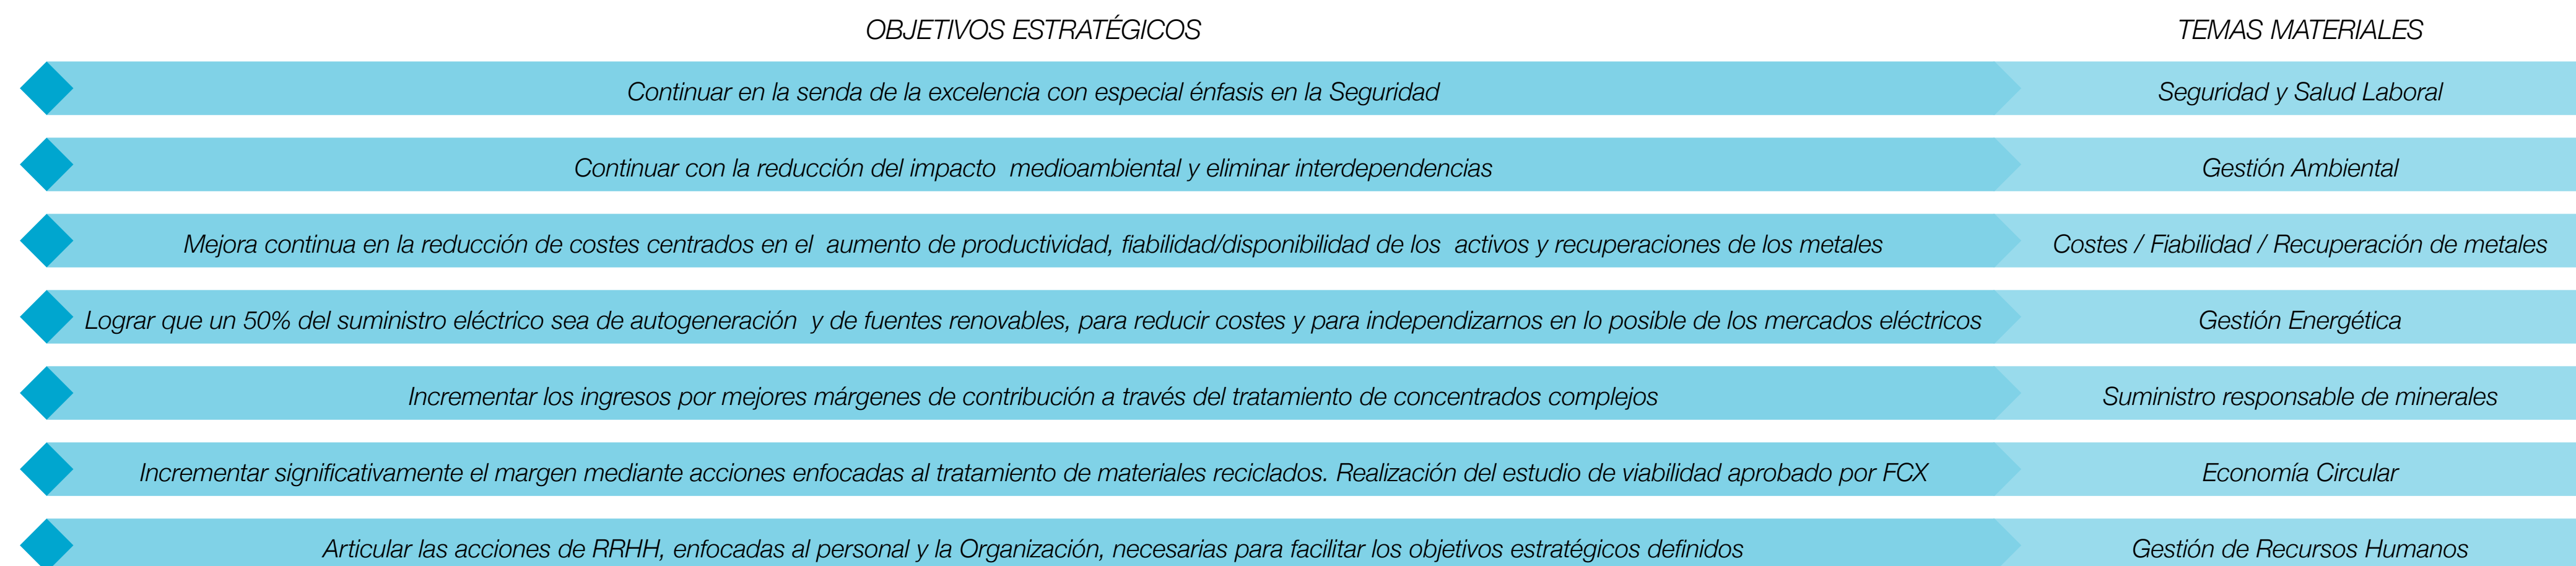 OBJETIVOS ESTRATÉGICOS TEMAS MATERIALES
Continuar en la senda de la excelencia con especial énfasis en la Seguridad Seguridad y Salud Laboral
Continuar con la reducción del impacto medioambiental y eliminar interdependencias Gestión Ambiental
Mejora continua en la reducción de costes centrados en el aumento de productividad, fiabilidad/disponibilidad de los activos y recuperaciones de los metales Costes / Fiabilidad / Recuperación de metales
Lograr que un 50% del suministro eléctrico sea de autogeneración y de fuentes renovables, para reducir costes y para independizarnos en lo posible de los mercados eléctricos Gestión Energética
Incrementar los ingresos por mejores márgenes de contribución a través del tratamiento de concentrados complejos Suministro responsable de minerales
Incrementar significativamente el margen mediante acciones enfocadas al tratamiento de materiales reciclados. Realización del estudio de viabilidad aprobado por FCX Economía Circular
Articular las acciones de RRHH, enfocadas al personal y la Organización, necesarias para facilitar los objetivos estratégicos definidos Gestión de Recursos Humanos